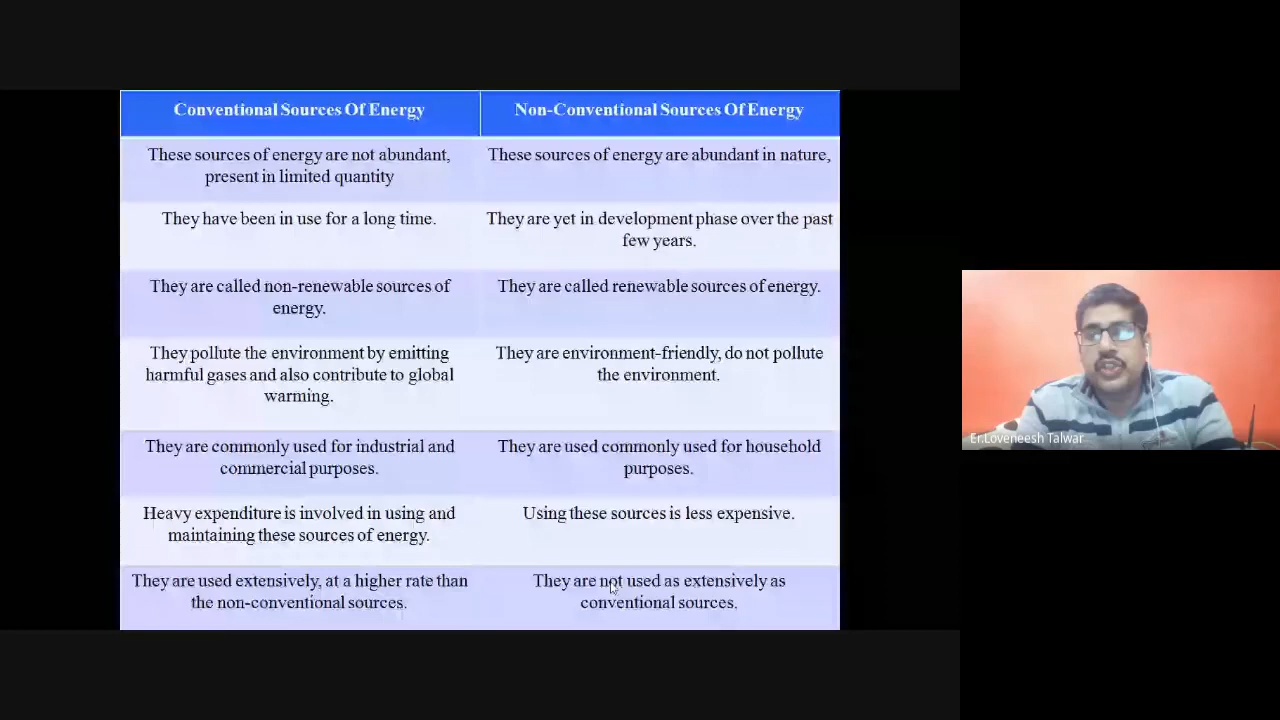 Conventional Sources Of Energy
Non-Conventional Sources Of Energy
These sources of energy are not abundant,
present in limited quantity
These sources of energy are abundant in nature,
They have been in use for a long time.
They are yet in development phase over the past
few years.
They are called non-renewable sources of
energy.
They are called renewable sources of energy.
They pollute the environment by emitting
harmful gases and also contribute to global
warming.
They are environment-friendly, do not pollute
the environment.
They are commonly used for industrial and
commercial purposes.
They are used commonly used for household
purposes.
Heavy expenditure is involved in using and
maintaining these sources of energy.
Using these sources is less expensive.
They are used extensively, at a higher rate than
the non-conventional sources.
They are not used as extensively as
conventional sources.
Er.Loveneesh Talwar